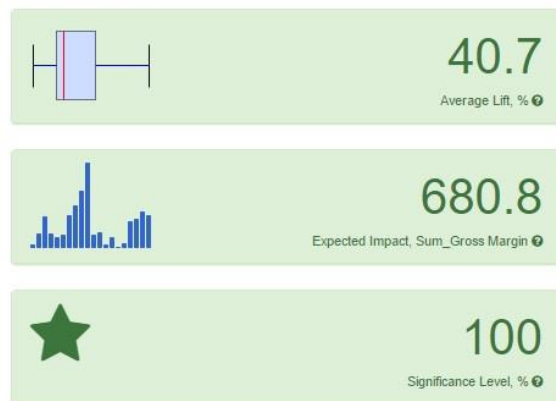 40.7
Average Lift, %
680.8
Expected Impact, Sum_Gross Margin
100
Significance Level, %